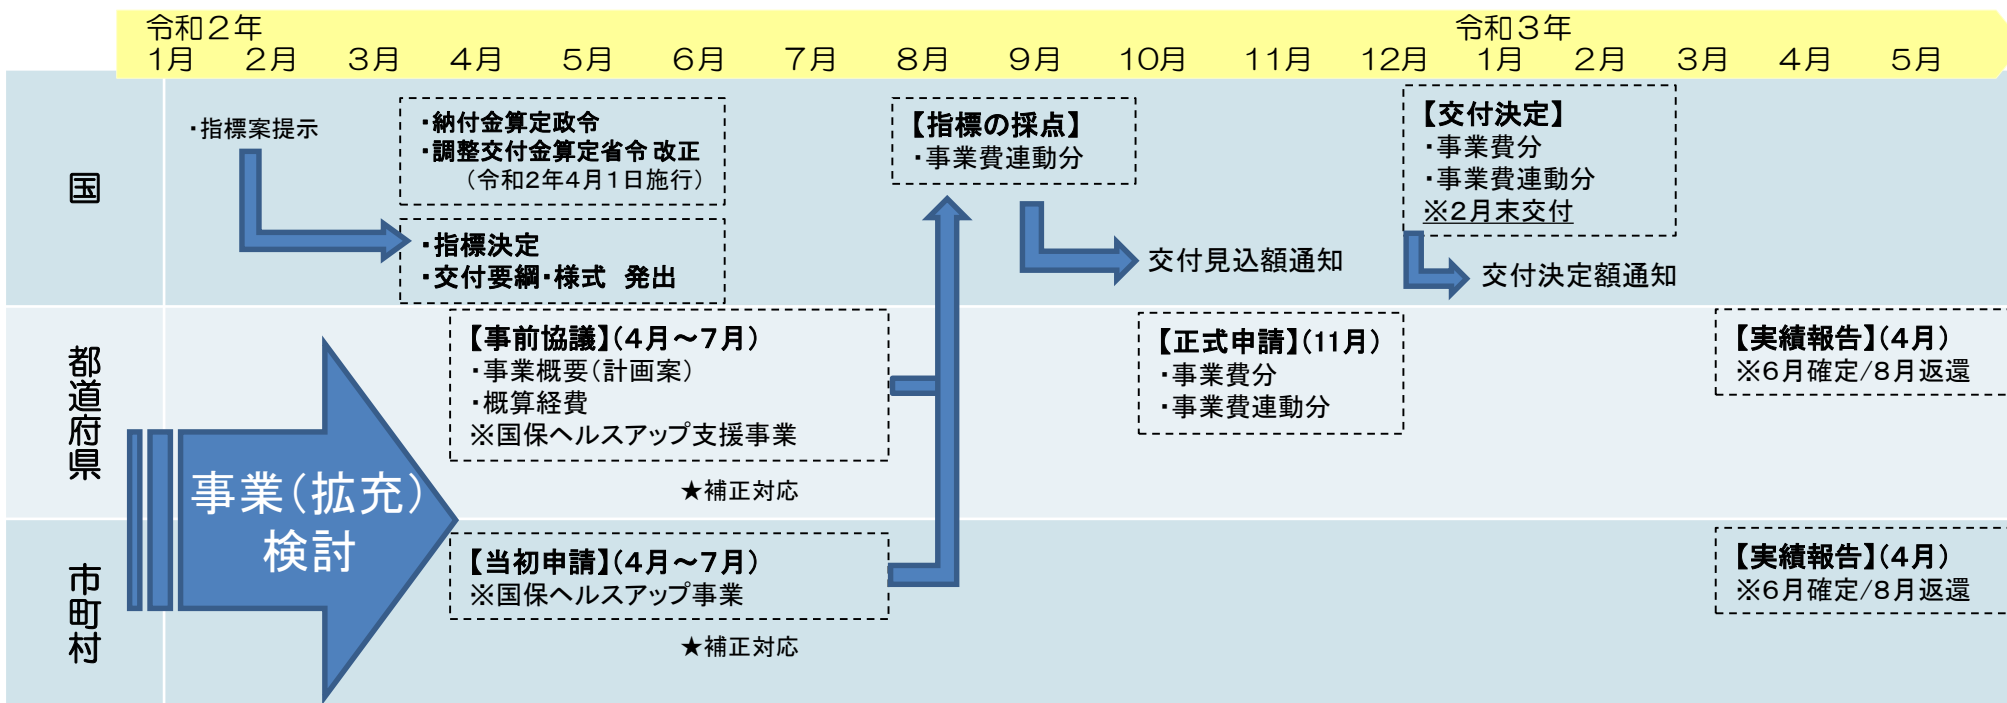 令和２年
令和３年
1月 2月 3月 4月 5月 6月 7月 8月 9月 10月 11月 12月 1月 2月 3月 4月 5月
国
・指標案提示
・納付金算定政令
・調整交付金算定省令 改正
（令和２年４月１日施行）
・指標決定
・交付要綱・様式　発出
【指標の採点】
・事業費連動分
交付見込額通知
【交付決定】
・事業費分
・事業費連動分
※２月末交付
交付決定額通知
都道府県
事業（拡充）
検討
【事前協議】（４月～７月）
・事業概要（計画案）
・概算経費
※国保ヘルスアップ支援事業
★補正対応
【正式申請】（11月）
・事業費分
・事業費連動分
【実績報告】（４月）
※６月確定/８月返還
市町村
【当初申請】（４月～７月）
※国保ヘルスアップ事業
★補正対応
【実績報告】（４月）
※６月確定/８月返還